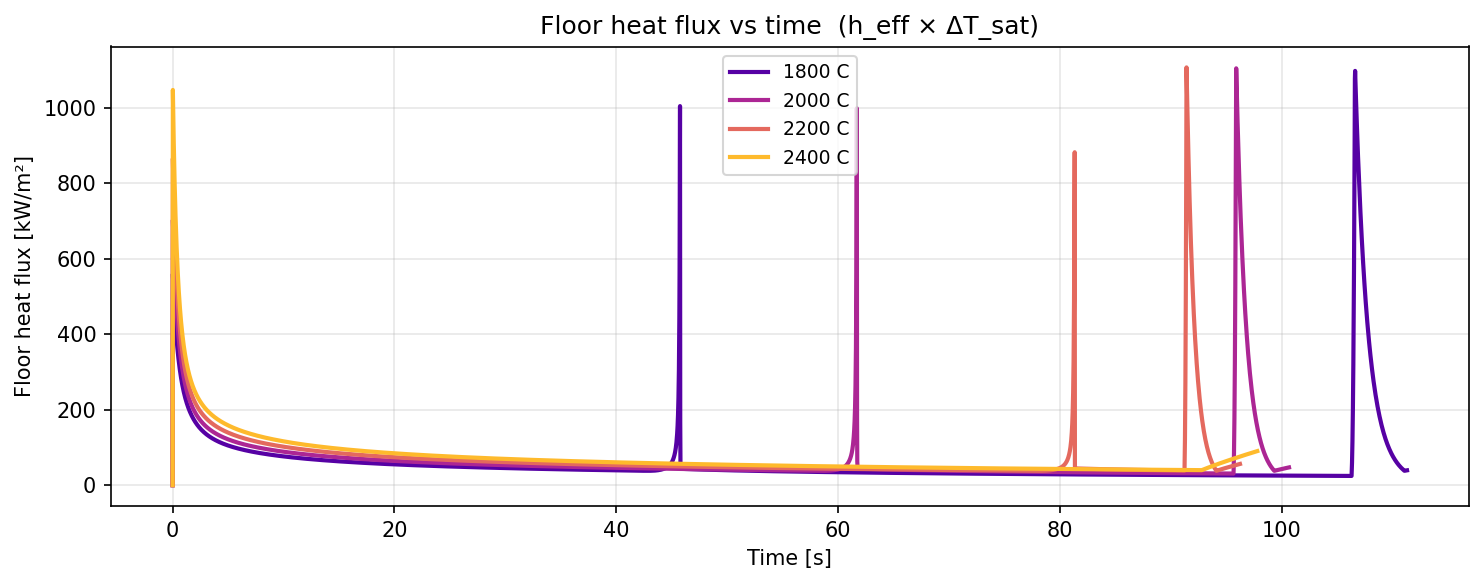 Floor heat flux vs time  (h_eff × ΔT_sat)
1800 C
2000 C
2200 C
2400 C
Floor heat flux [kW/m²]
1000
800
600
400
200
0
0 20 40 60 80 100
Time [s]